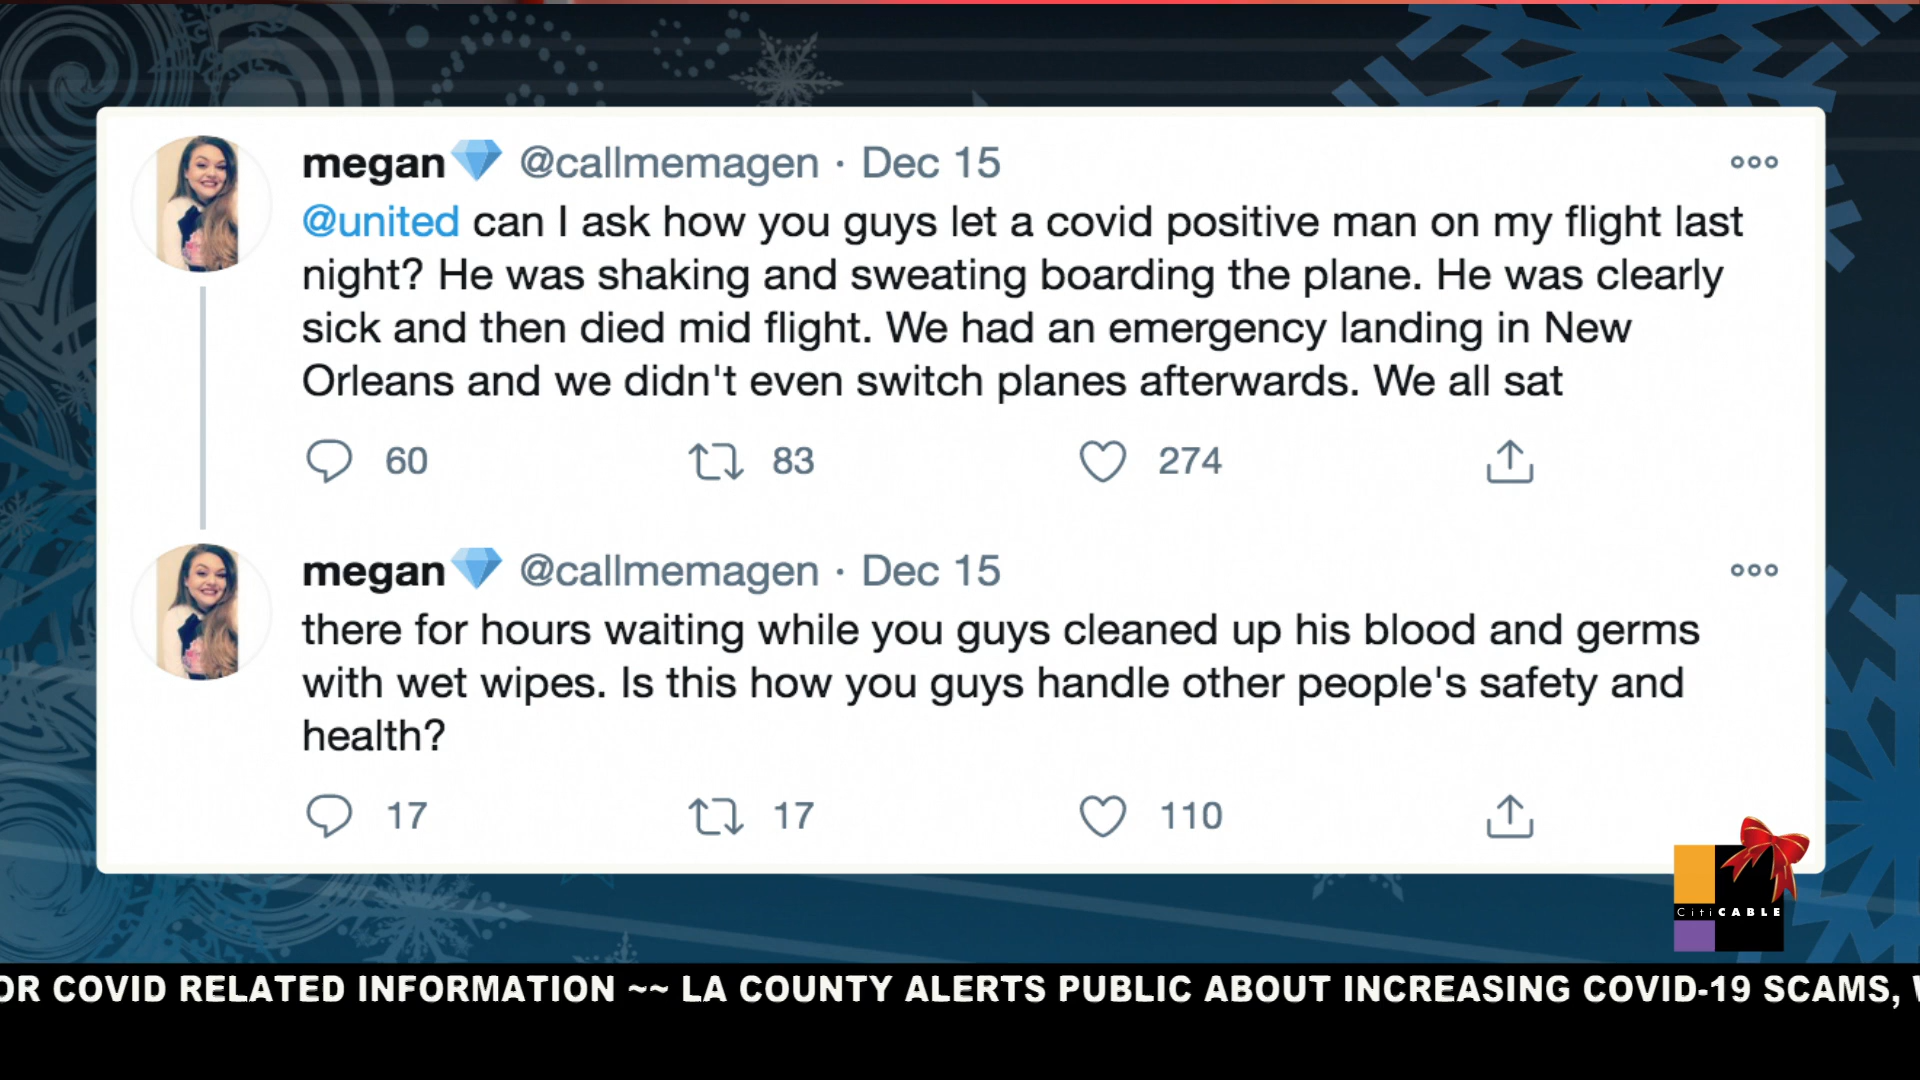 megan💎 @callmemagen · Dec 15
@united can I ask how you guys let a covid positive man on my flight last
night? He was shaking and sweating boarding the plane. He was clearly
sick and then died mid flight. We had an emergency landing in New
Orleans and we didn't even switch planes afterwards. We all sat
60 83 274
megan💎 @callmemagen · Dec 15
there for hours waiting while you guys cleaned up his blood and germs
with wet wipes. Is this how you guys handle other people's safety and
health?
17 17 110
CitiCABLE
OR COVID RELATED INFORMATION ~~ LA COUNTY ALERTS PUBLIC ABOUT INCREASING COVID-19 SCAMS,